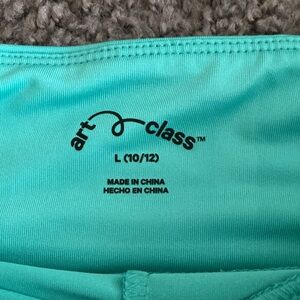 art class™
L (10/12)
MADE IN CHINA
HECHO EN CHINA